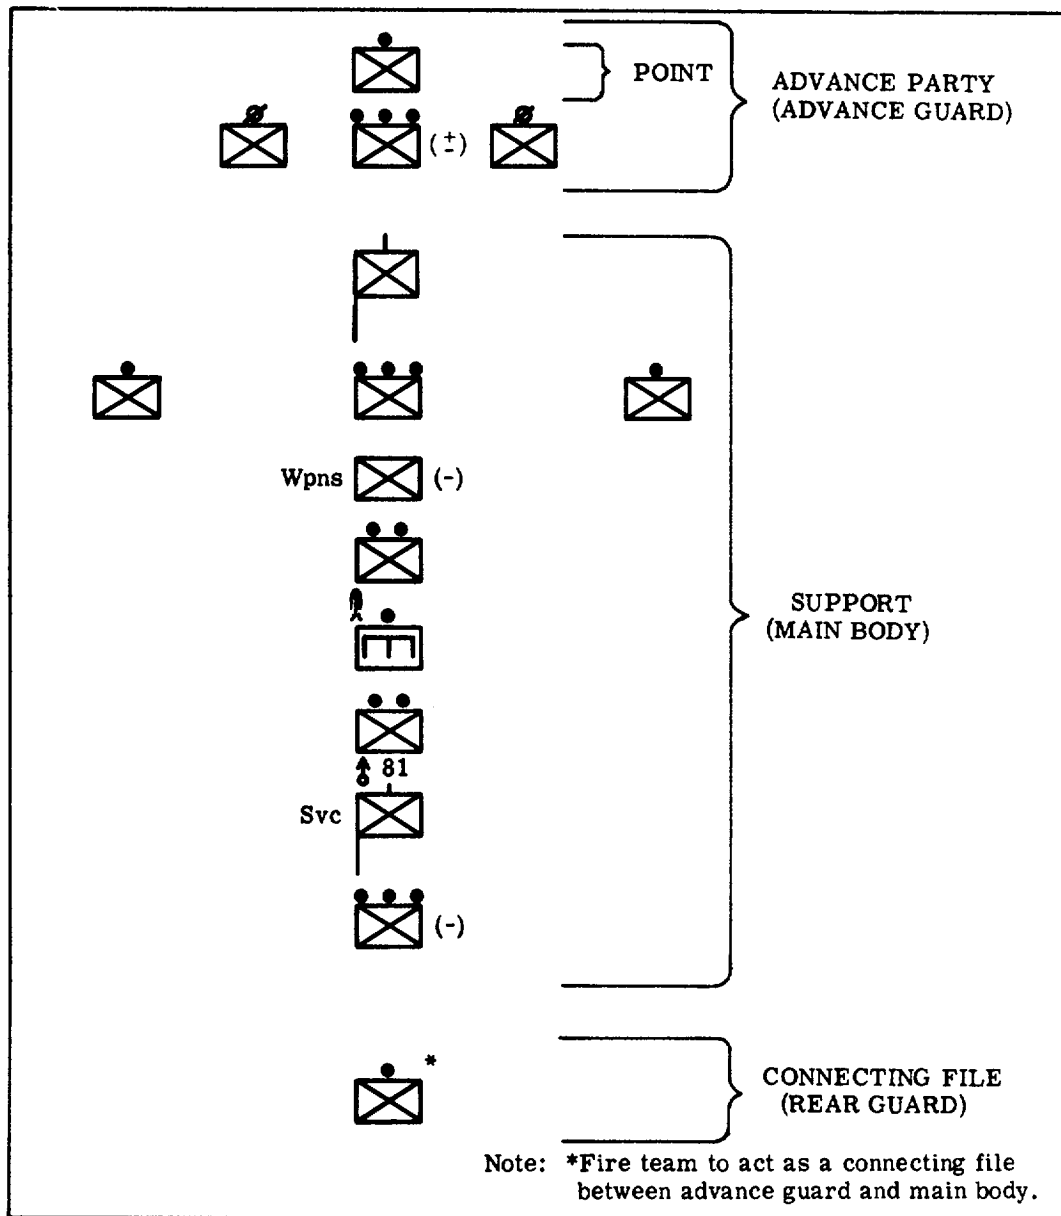 POINT
ADVANCE PARTY
(ADVANCE GUARD)
(±)
Wpns
(-)
SUPPORT
(MAIN BODY)
81
Svc
(-)
*
CONNECTING FILE
(REAR GUARD)
Note: *Fire team to act as a connecting file
between advance guard and main body.